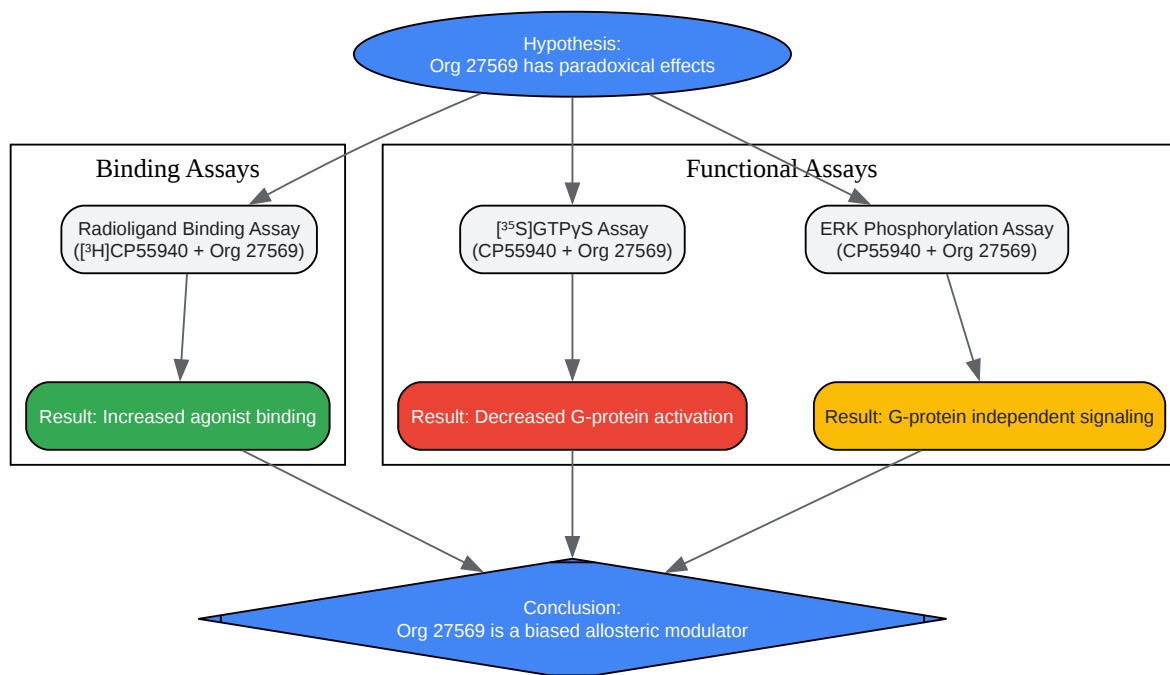 Hypothesis:
Org 27569 has paradoxical effects
Binding Assays
Functional Assays
Radioligand Binding Assay
([³H]CP55940 + Org 27569)
[³⁵S]GTPγS Assay
(CP55940 + Org 27569)
ERK Phosphorylation Assay
(CP55940 + Org 27569)
Result: Increased agonist binding
Result: Decreased G-protein activation
Result: G-protein independent signaling
Conclusion:
Org 27569 is a biased allosteric modulator